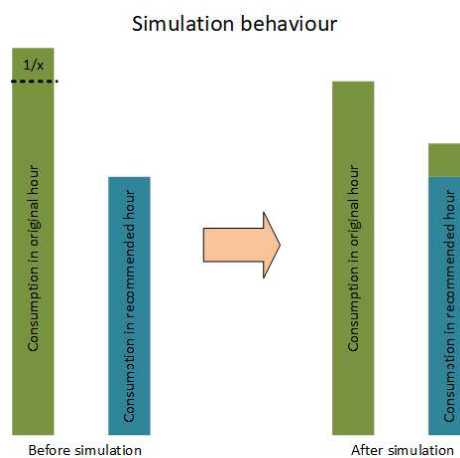 Simulation behaviour
1/x
Consumption in original hour
Consumption in recommended hour
Consumption in original hour
Consumption in recommended hour
Before simulation
After simulation